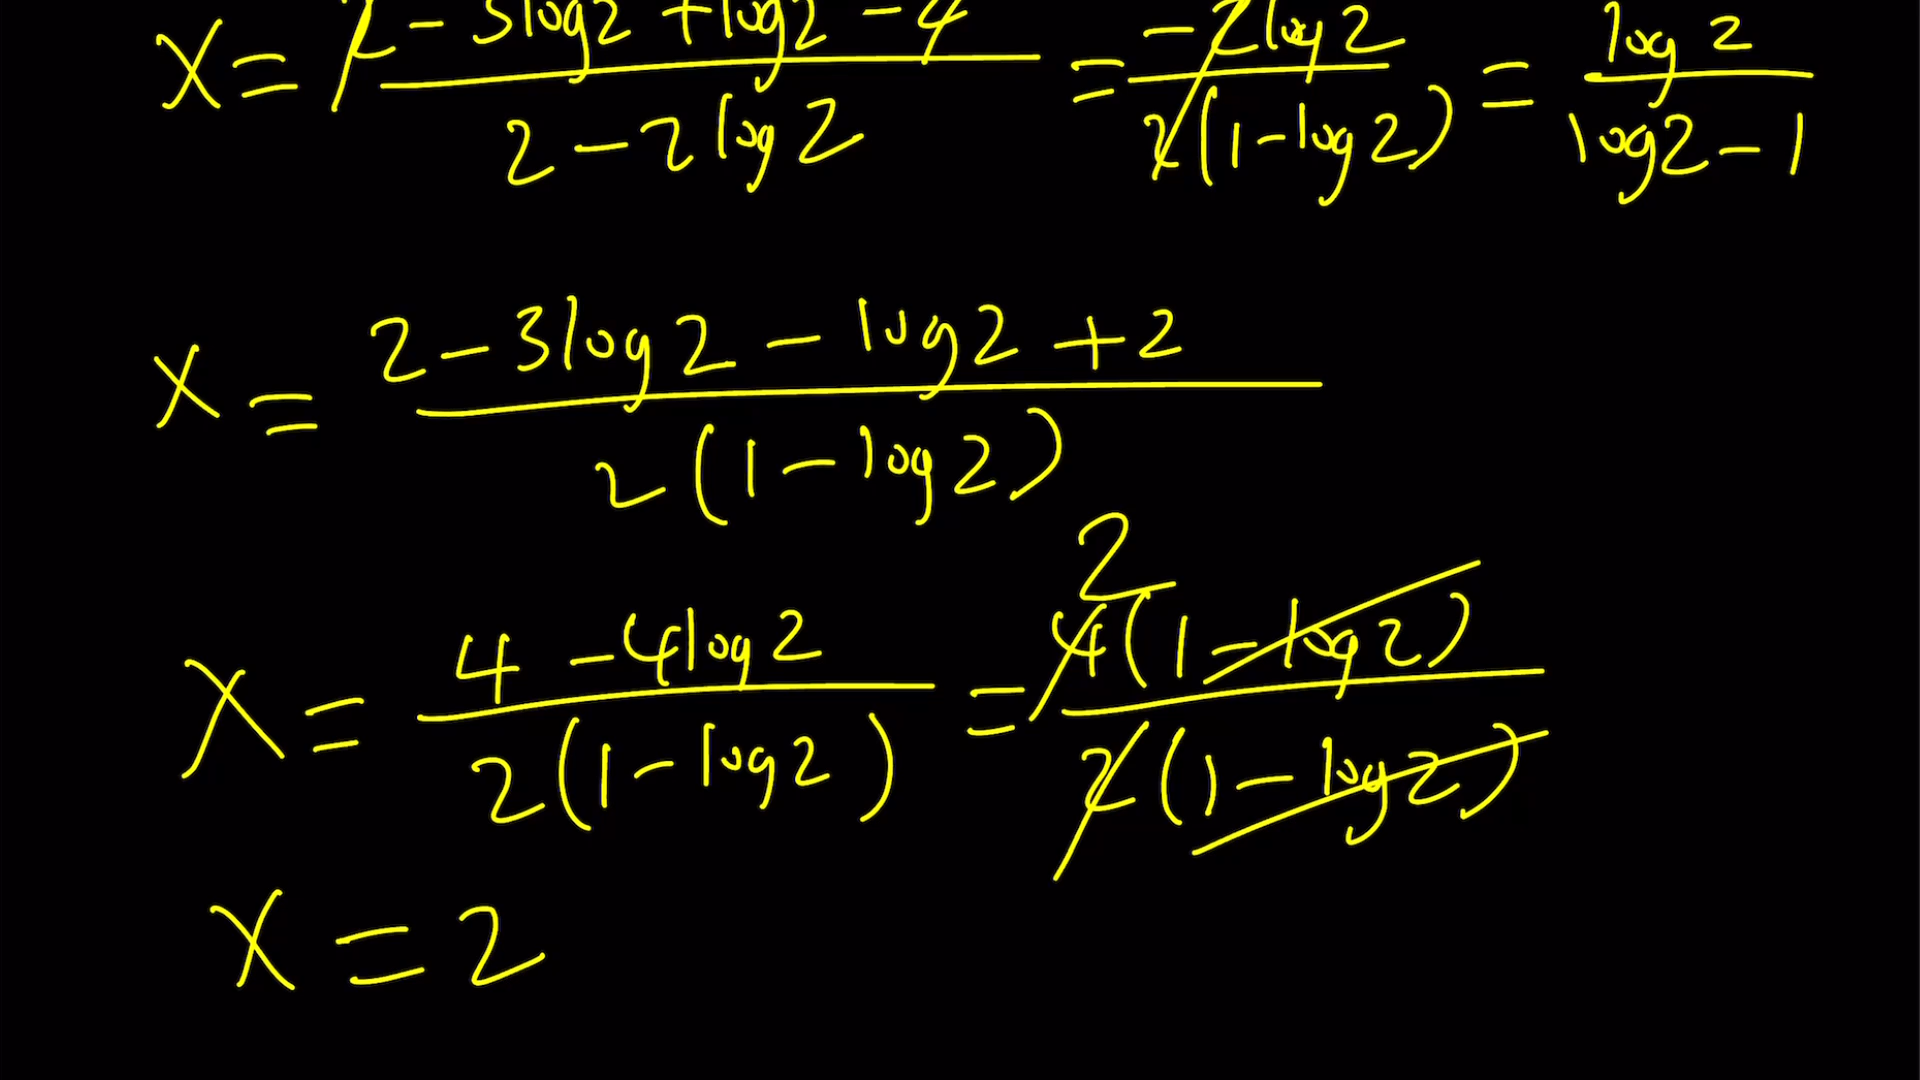 x = 2 - 3log2 + log2 - 4 / 2 - 2log2 = -2log2 / 2(1 - log2) = log2 / log2 - 1
x = 2 - 3log2 - log2 + 2 / 2(1 - log2)
x = 4 - 4log2 / 2(1 - log2) = 2 4(1 - log2) / 2(1 - log2)
x = 2